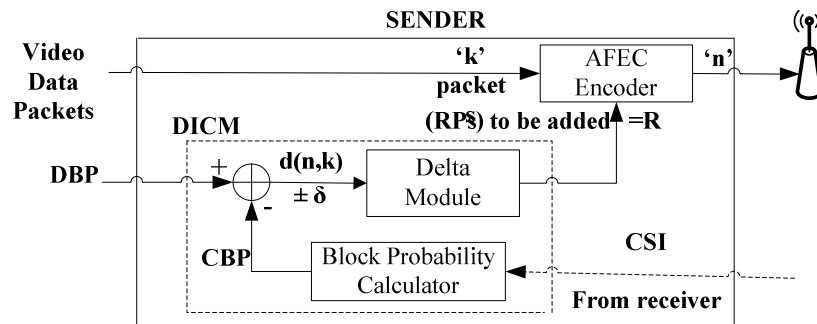 SENDER
Video
Data
Packets
‘k’
packet
AFEC
Encoder
‘n’
(RPs) to be added =R
DICM
DBP
+
-
d(n,k)
± δ
Delta
Module
CBP
Block Probability
Calculator
CSI
From receiver